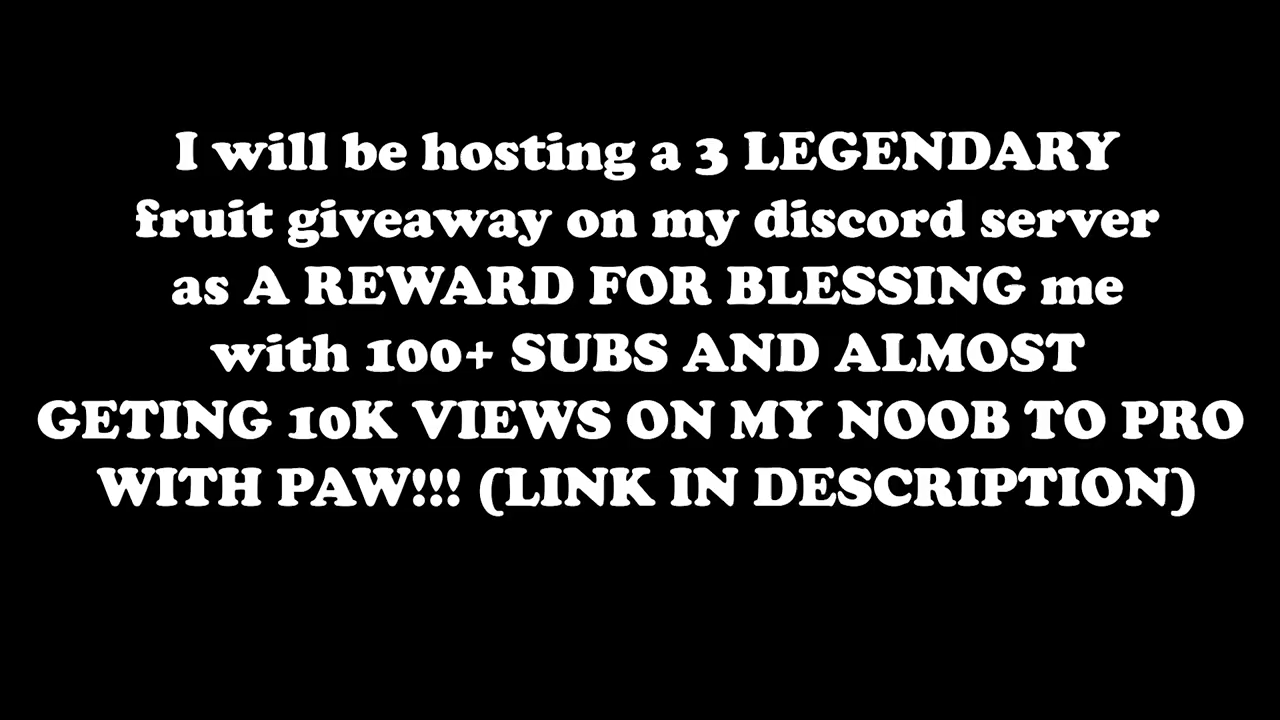 I will be hosting a 3 LEGENDARY
fruit giveaway on my discord server
as A REWARD FOR BLESSING me
with 100+ SUBS AND ALMOST
GETING 10K VIEWS ON MY NOOB TO PRO
WITH PAW!!! (LINK IN DESCRIPTION)